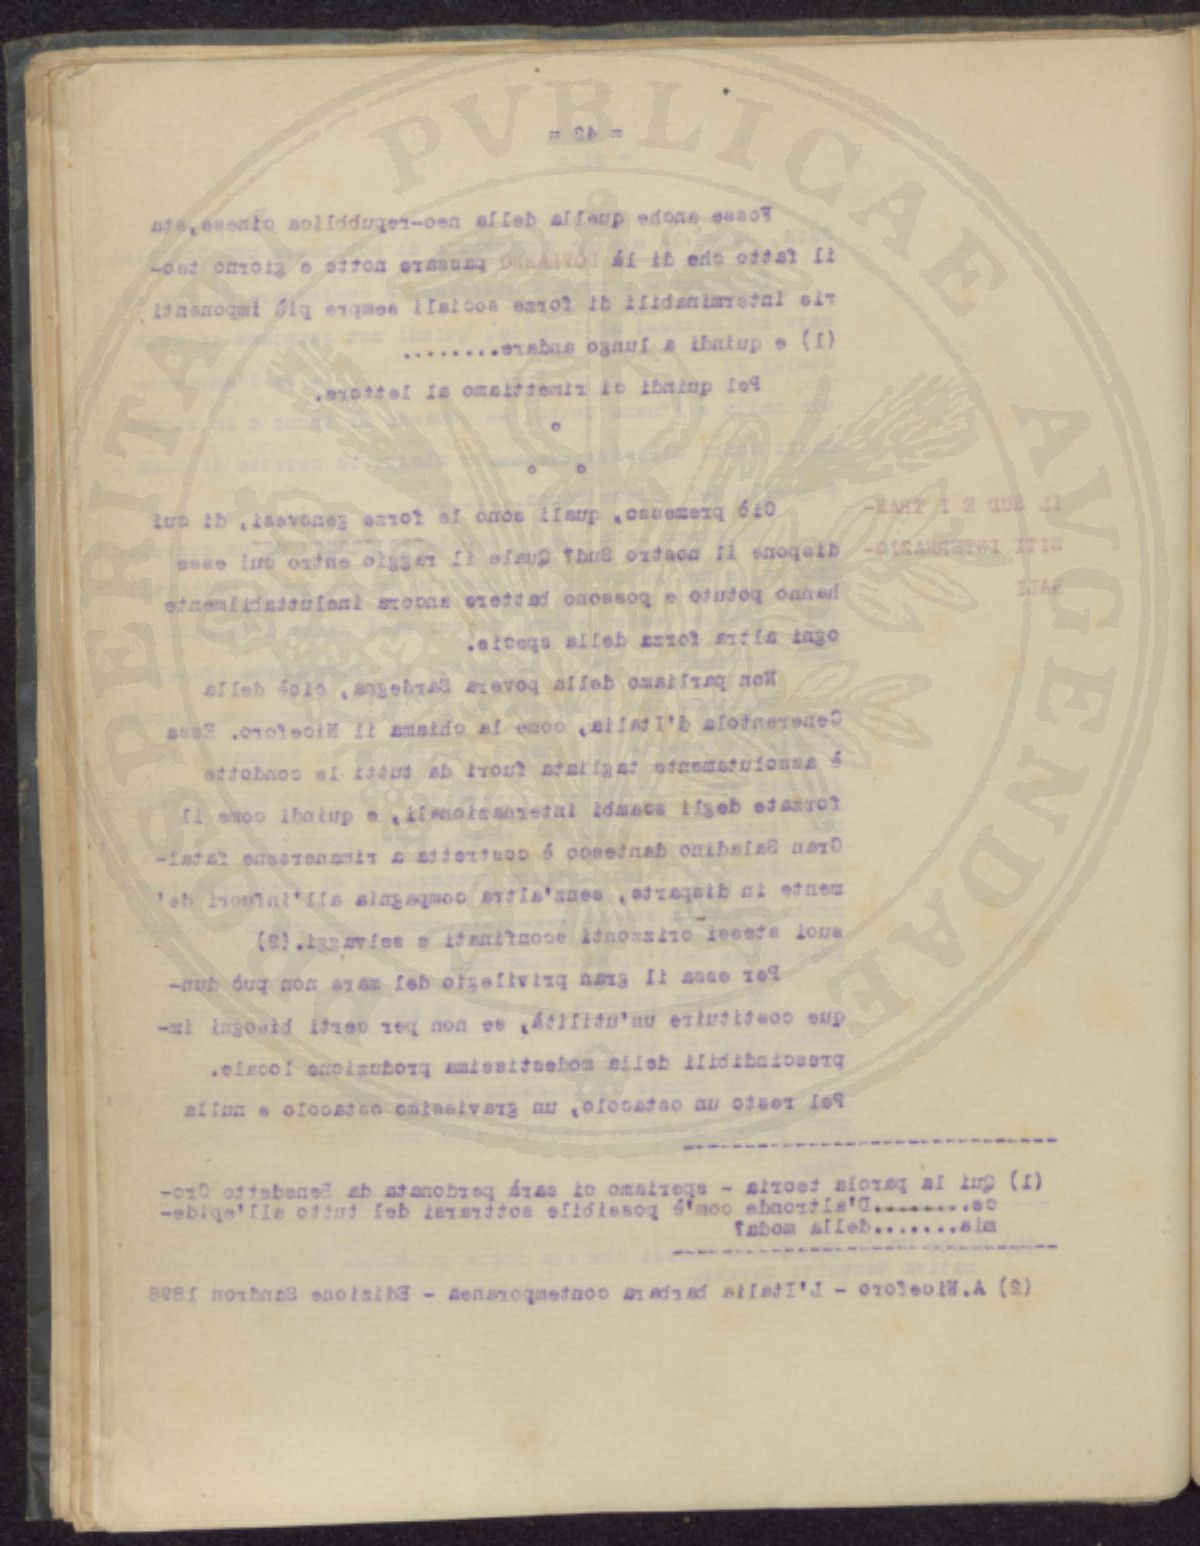 = 42 =
Fosse anche quella della neo-repubblica cinese, sta
il fatto che di là DOVRANNO passare notte e giorno teo-
rie interminabili di forze sociali sempre più imponenti
(1) e quindi a lungo andare........
Pel quindi ci rimettiamo al lettore.
°
° °
IL SUD E I TRAN-
SITI INTERNAZIO-
NALI
Ciò premesso, quali sono le forze genovesi, di cui
dispone il nostro Sud? Quale il raggio entro cui esse
hanno potuto e possono battere ancora ineluttabilmente
ogni altra forza della specie.
Non parliamo della povera Sardegna, cioè della
Cenerentola d'Italia, come la chiama il Niceforo. Essa
è assolutamente tagliata fuori da tutti le condotte
forzate degli scambi internazionali, e quindi come il
Gran Saladino dantesco è costretta a rimanersene fatal-
mente in disparte, senz'altra compagnia all'infuori de'
suoi stessi orizzonti sconfinati e selvaggi.(2)
Per essa il gran privilegio del mare non può dun-
que costituire un'utilità, se non per certi bisogni im-
prescindibili della modestissima produzione locale.
Pel resto un ostacolo, un gravissimo ostacolo e nulla
(1) Qui la parola teoria - speriamo ci sarà perdonata da Benedetto Cro-
ce........D'altronde com'è possibile sottrarsi del tutto all'epide-
mia.......della moda?
(2) A.Niceforo - L'Italia barbara contemporanea - Edizione Sandron 1898
PROSPERITATI PVBLICAE AVGENDAE